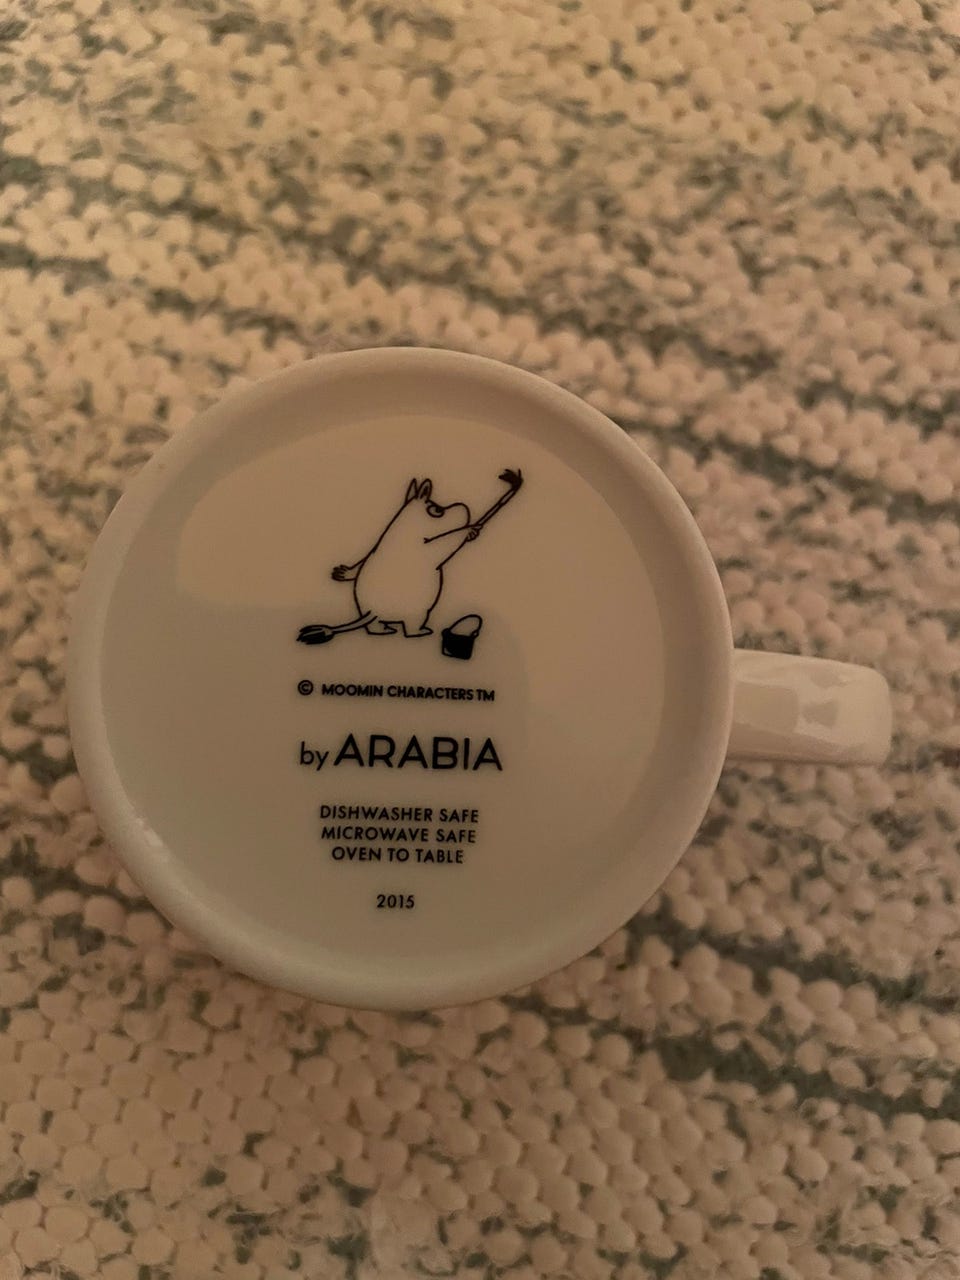 © MOOMIN CHARACTERS TM
by ARABIA
DISHWASHER SAFE
MICROWAVE SAFE
OVEN TO TABLE
2015